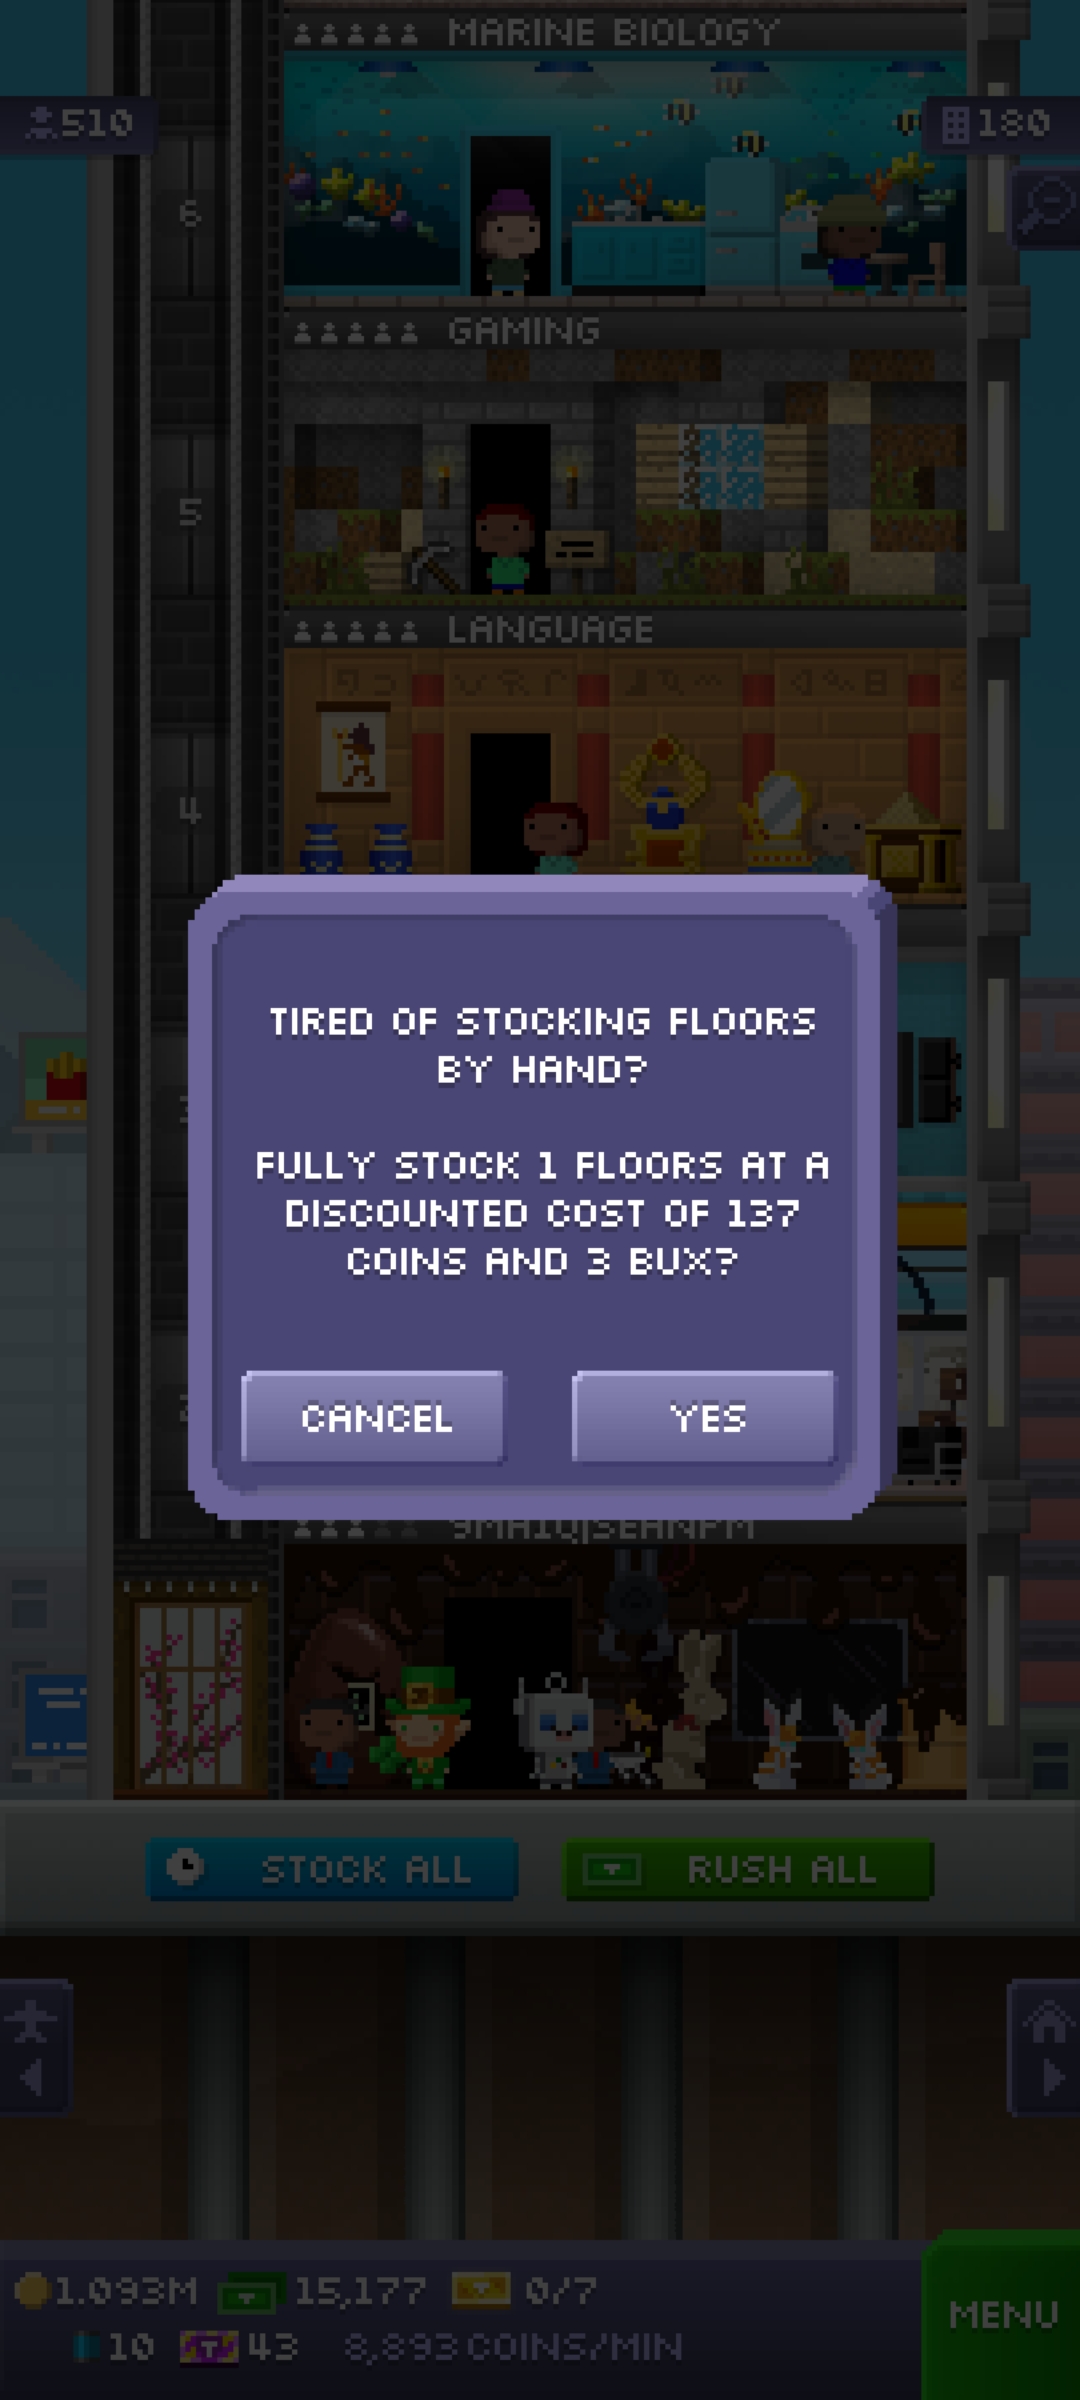 MARINE BIOLOGY
510
180
6
GAMING
5
LANGUAGE
4
TIRED OF STOCKING FLOORS
BY HAND?
FULLY STOCK 1 FLOORS AT A
DISCOUNTED COST OF 137
COINS AND 3 BUX?
CANCEL
YES
STOCK ALL
RUSH ALL
1.093M
15,177
0/7
MENU
10
43
8,893 COINS/MIN